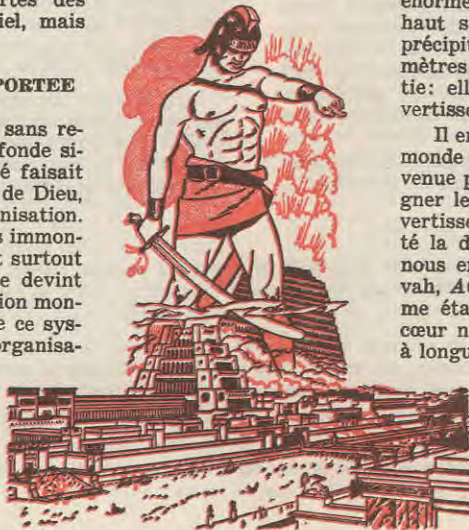 rtes des
iel, mais
PORTEE
sans re-
fonde si-
é faisait
de Dieu,
nisation.
s immon-
t surtout
e devint
ion mon-
e ce sys-
organisa-
enorme
haut s
précipit
mètres
tie: ell
vertisse
Il en
monde
venue p
gner le
vertisse
té la d
nous en
vah, A
me éta
cœur n
à longu